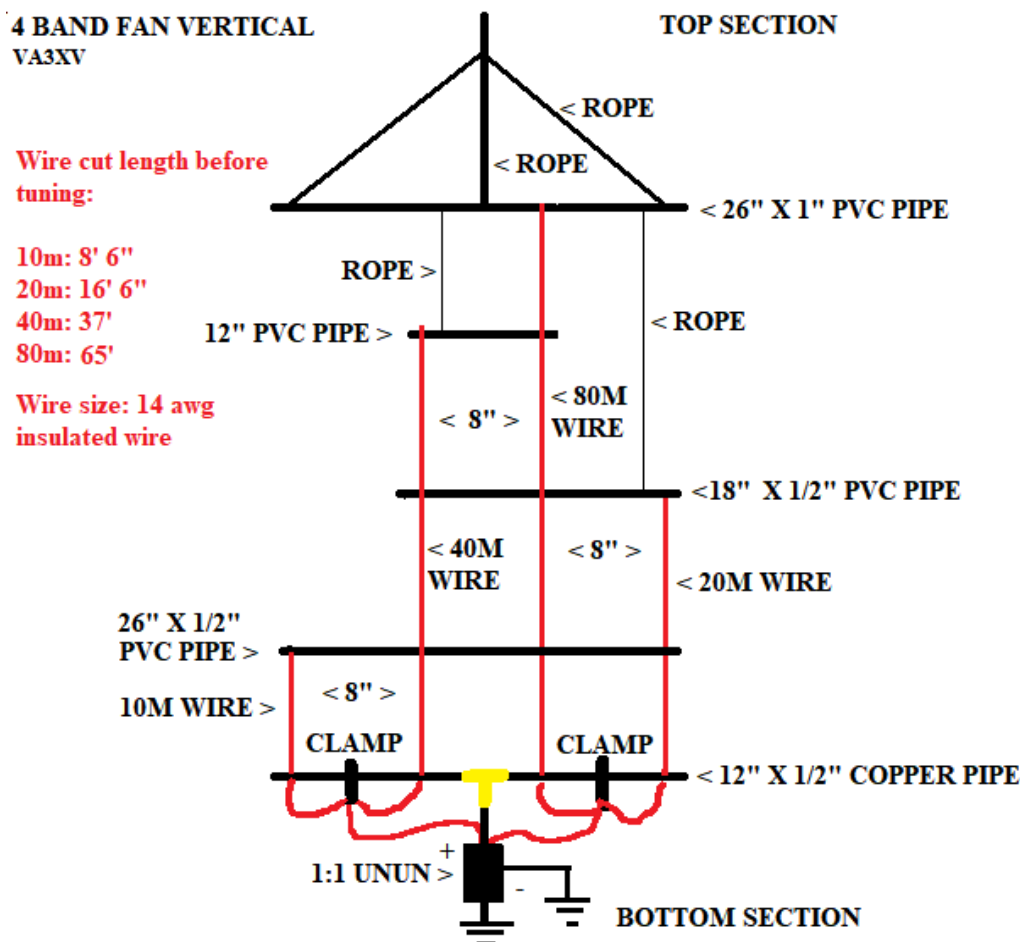 4 BAND FAN VERTICAL
VA3XV
TOP SECTION
< ROPE
< ROPE
Wire cut length before
tuning:
< 26" X 1" PVC PIPE
10m: 8' 6"
20m: 16' 6"
40m: 37'
80m: 65'
ROPE >
12" PVC PIPE >
< ROPE
Wire size: 14 awg
insulated wire
< 8" >
< 80M
WIRE
<18" X 1/2" PVC PIPE
< 40M
WIRE
< 8" >
< 20M WIRE
26" X 1/2"
PVC PIPE >
10M WIRE >
< 8" >
CLAMP
CLAMP
< 12" X 1/2" COPPER PIPE
+
1:1 UNUN >
-
BOTTOM SECTION